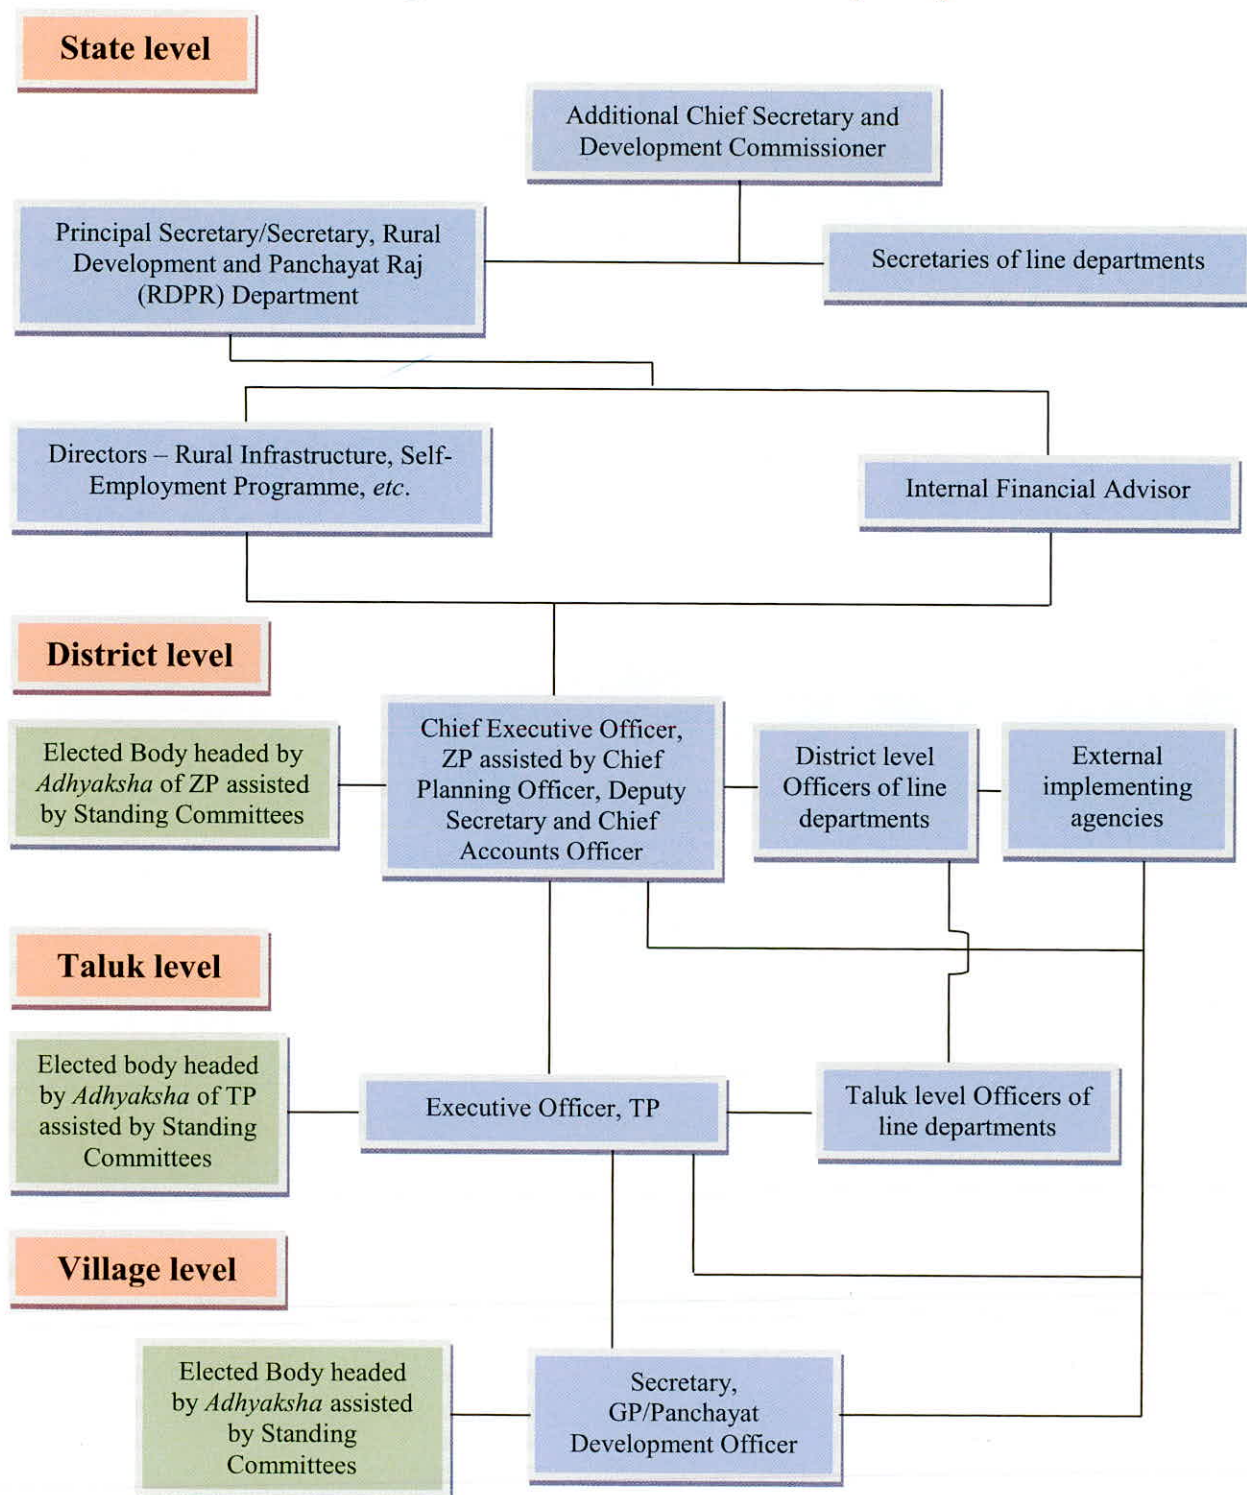 State level
Additional Chief Secretary and
Development Commissioner
Principal Secretary/Secretary, Rural
Development and Panchayat Raj
(RDPR) Department
Secretaries of line departments
Directors – Rural Infrastructure, Self-
Employment Programme, etc.
Internal Financial Advisor
District level
Elected Body headed by
Adhyaksha of ZP assisted
by Standing Committees
Chief Executive Officer,
ZP assisted by Chief
Planning Officer, Deputy
Secretary and Chief
Accounts Officer
District level
Officers of line
departments
External
implementing
agencies
Taluk level
Elected body headed
by Adhyaksha of TP
assisted by Standing
Committees
Executive Officer, TP
Taluk level Officers of
line departments
Village level
Elected Body headed
by Adhyaksha assisted
by Standing
Committees
Secretary,
GP/Panchayat
Development Officer